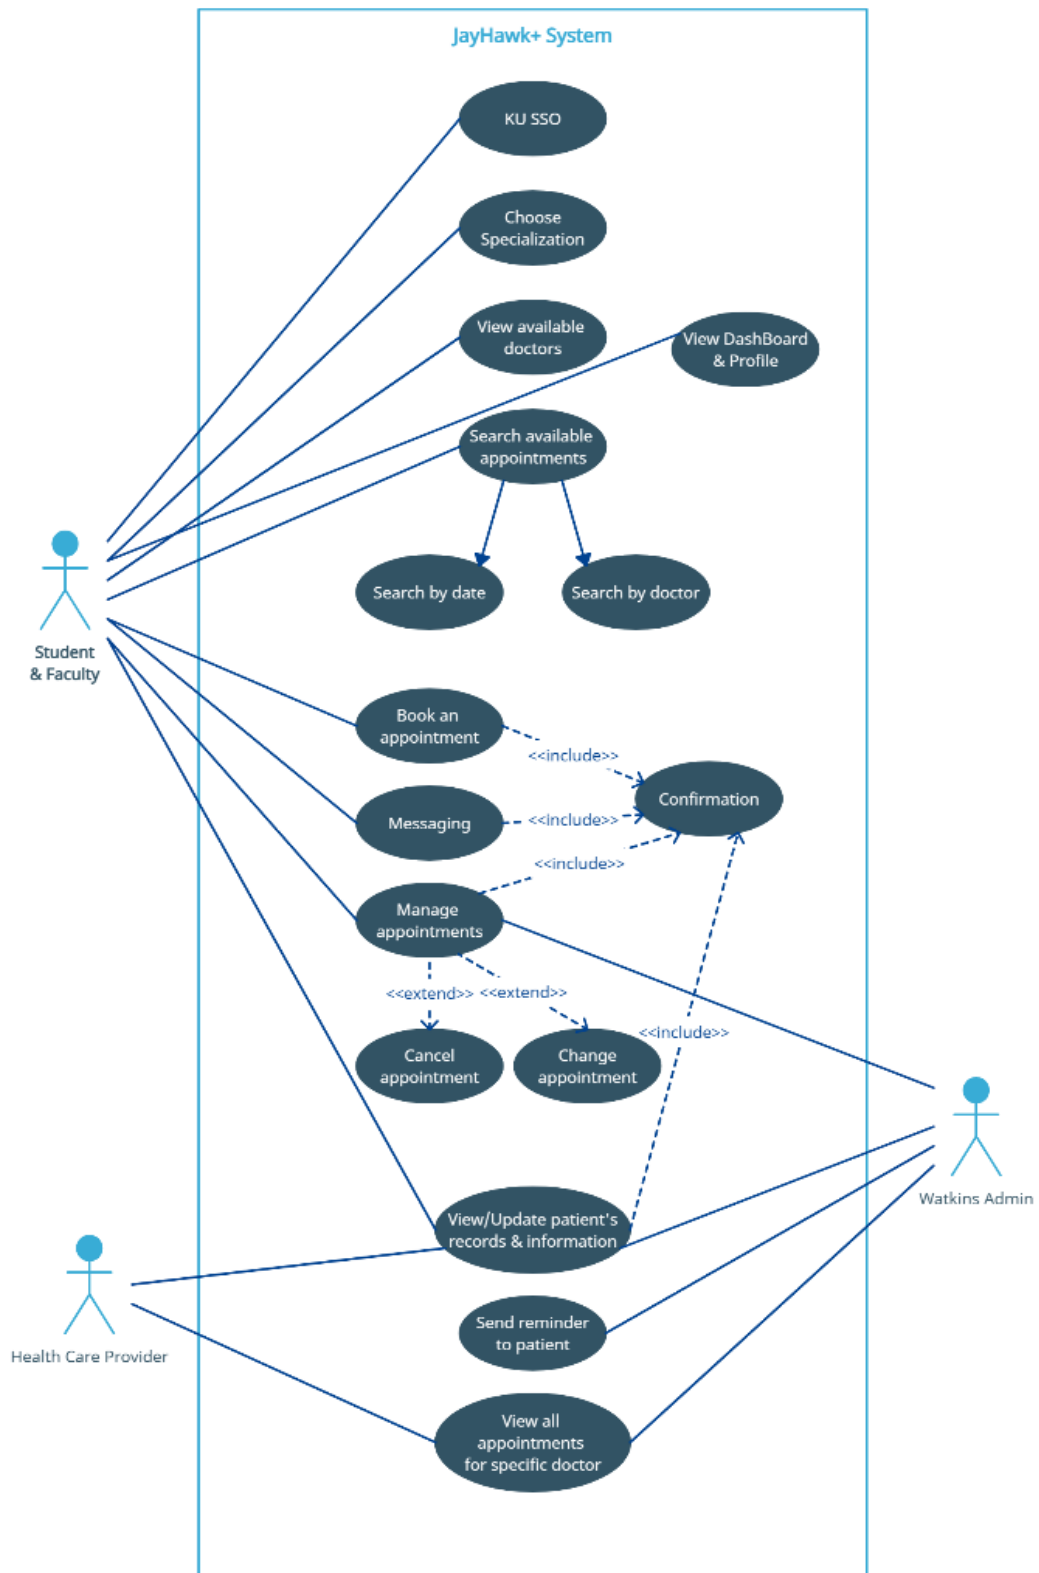 JayHawk+ System
KU SSO
Choose
Specialization
View available
doctors
View DashBoard
& Profile
Search available
appointments
Search by date
Search by doctor
Student
& Faculty
Book an
appointment
<<include>>
Confirmation
Messaging
<<include>>
<<include>>
Manage
appointments
<<extend>>
<<extend>>
<<include>>
Cancel
appointment
Change
appointment
Watkins Admin
View/Update patient's
records & information
Health Care Provider
Send reminder
to patient
View all
appointments
for specific doctor